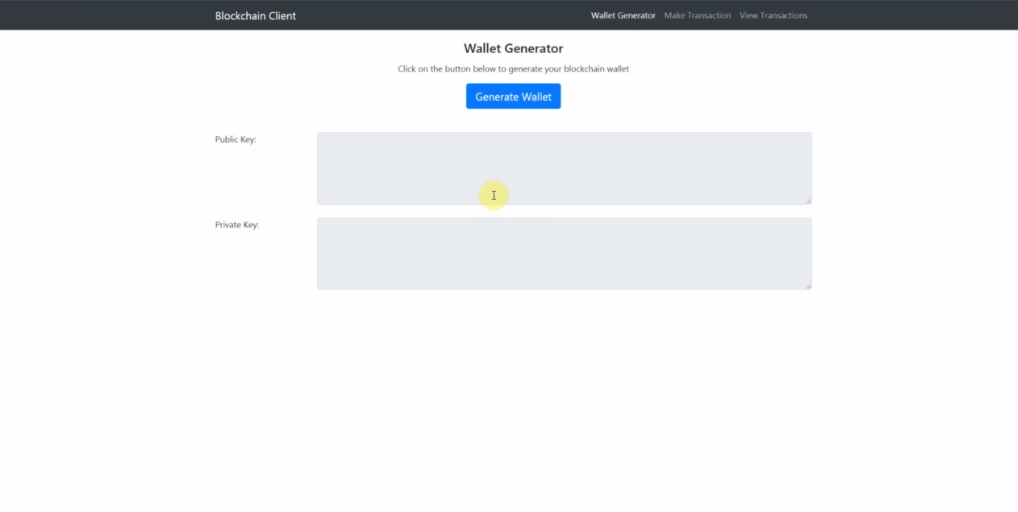 Blockchain Client
Wallet Generator Make Transaction View Transactions
Wallet Generator
Click on the button below to generate your blockchain wallet
Generate Wallet
Public Key:
Private Key: